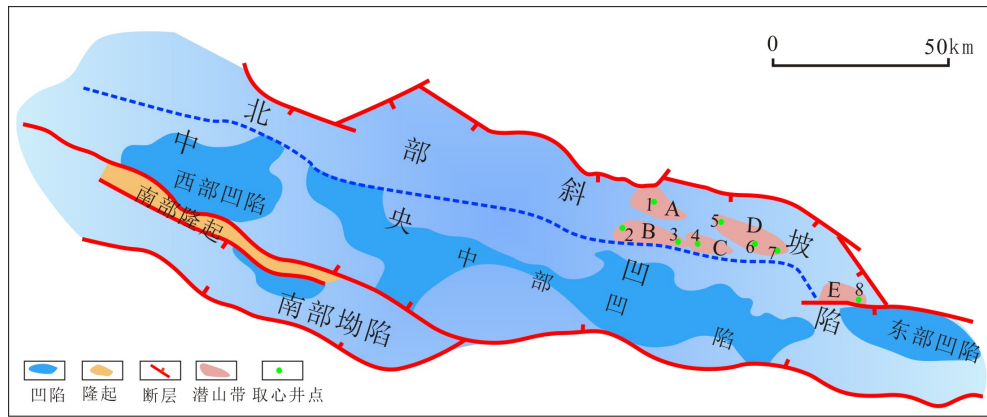 0 50km
北部斜坡
中央凹陷
西部凹陷
南部隆起
南部坳陷
中部凹陷
东部凹陷
1 A
2 B 3
4 C
5 D
6 7
E 8
凹陷 隆起 断层 潜山带 取心井点